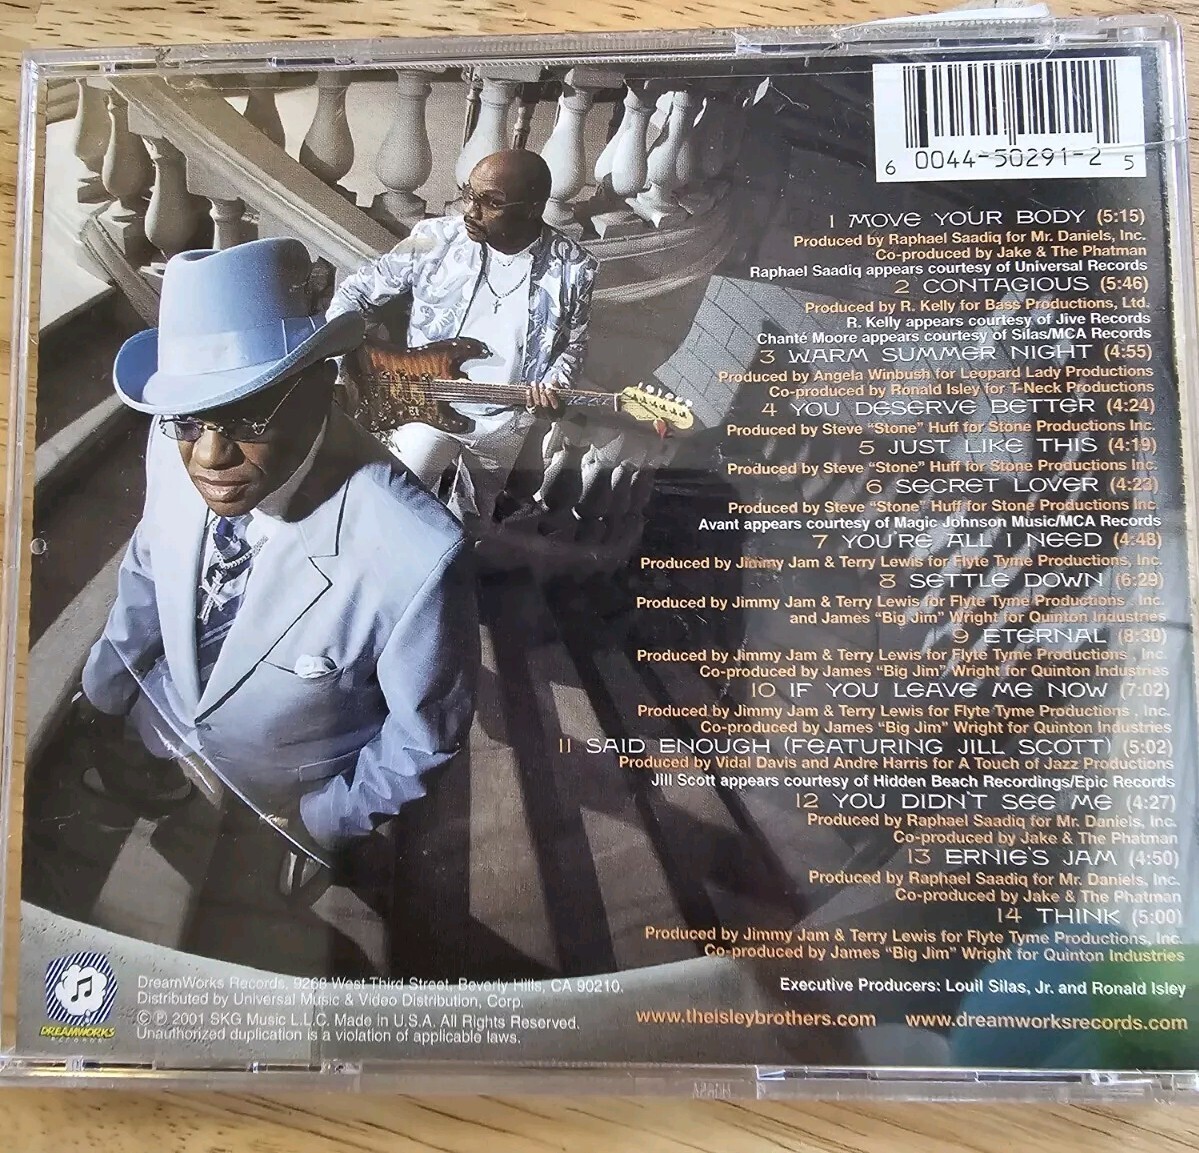 6 0044-50291-2 5
1 MOVE YOUR BODY (5:15)
Produced by Raphael Saadiq for Mr. Daniels, Inc.
Co-produced by Jake & The Phatman
Raphael Saadiq appears courtesy of Universal Records
2 CONTAGIOUS (5:46)
Produced by R. Kelly for Bass Productions, Ltd.
R. Kelly appears courtesy of Jive Records
Chanté Moore appears courtesy of Silas/MCA Records
3 WARM SUMMER NIGHT (4:55)
Produced by Angela Winbush for Leopard Lady Productions
Co-produced by Ronald Isley for T-Neck Productions
4 YOU DESERVE BETTER (4:24)
Produced by Steve "Stone" Huff for Stone Productions Inc.
5 JUST LIKE THIS (4:19)
Produced by Steve "Stone" Huff for Stone Productions Inc.
6 SECRET LOVER (4:23)
Produced by Steve "Stone" Huff for Stone Productions Inc.
Avant appears courtesy of Magic Johnson Music/MCA Records
7 YOU'RE ALL I NEED (4:48)
Produced by Jimmy Jam & Terry Lewis for Flyte Tyme Productions, Inc.
8 SETTLE DOWN (6:29)
Produced by Jimmy Jam & Terry Lewis for Flyte Tyme Productions , Inc.
and James "Big Jim" Wright for Quinton Industries
9 ETERNAL (8:30)
Produced by Jimmy Jam & Terry Lewis for Flyte Tyme Productions , Inc.
Co-produced by James "Big Jim" Wright for Quinton Industries
10 IF YOU LEAVE ME NOW (7:02)
Produced by Jimmy Jam & Terry Lewis for Flyte Tyme Productions , Inc.
Co-produced by James "Big Jim" Wright for Quinton Industries
11 SAID ENOUGH (FEATURING JILL SCOTT) (5:02)
Produced by Vidal Davis and Andre Harris for A Touch of Jazz Productions
Jill Scott appears courtesy of Hidden Beach Recordings/Epic Records
12 YOU DIDN'T SEE ME (4:27)
Produced by Raphael Saadiq for Mr. Daniels, Inc.
Co-produced by Jake & The Phatman
13 ERNIE'S JAM (4:50)
Produced by Raphael Saadiq for Mr. Daniels, Inc.
Co-produced by Jake & The Phatman
14 THINK (5:00)
Produced by Jimmy Jam & Terry Lewis for Flyte Tyme Productions, Inc.
Co-produced by James "Big Jim" Wright for Quinton Industries
Executive Producers: Louil Silas, Jr. and Ronald Isley
www.theisleybrothers.com www.dreamworksrecords.com
DREAMWORKS
RECORDS
DreamWorks Records, 9268 West Third Street, Beverly Hills, CA 90210.
Distributed by Universal Music & Video Distribution, Corp.
© ℗ 2001 SKG Music L.L.C. Made in U.S.A. All Rights Reserved.
Unauthorized duplication is a violation of applicable laws.